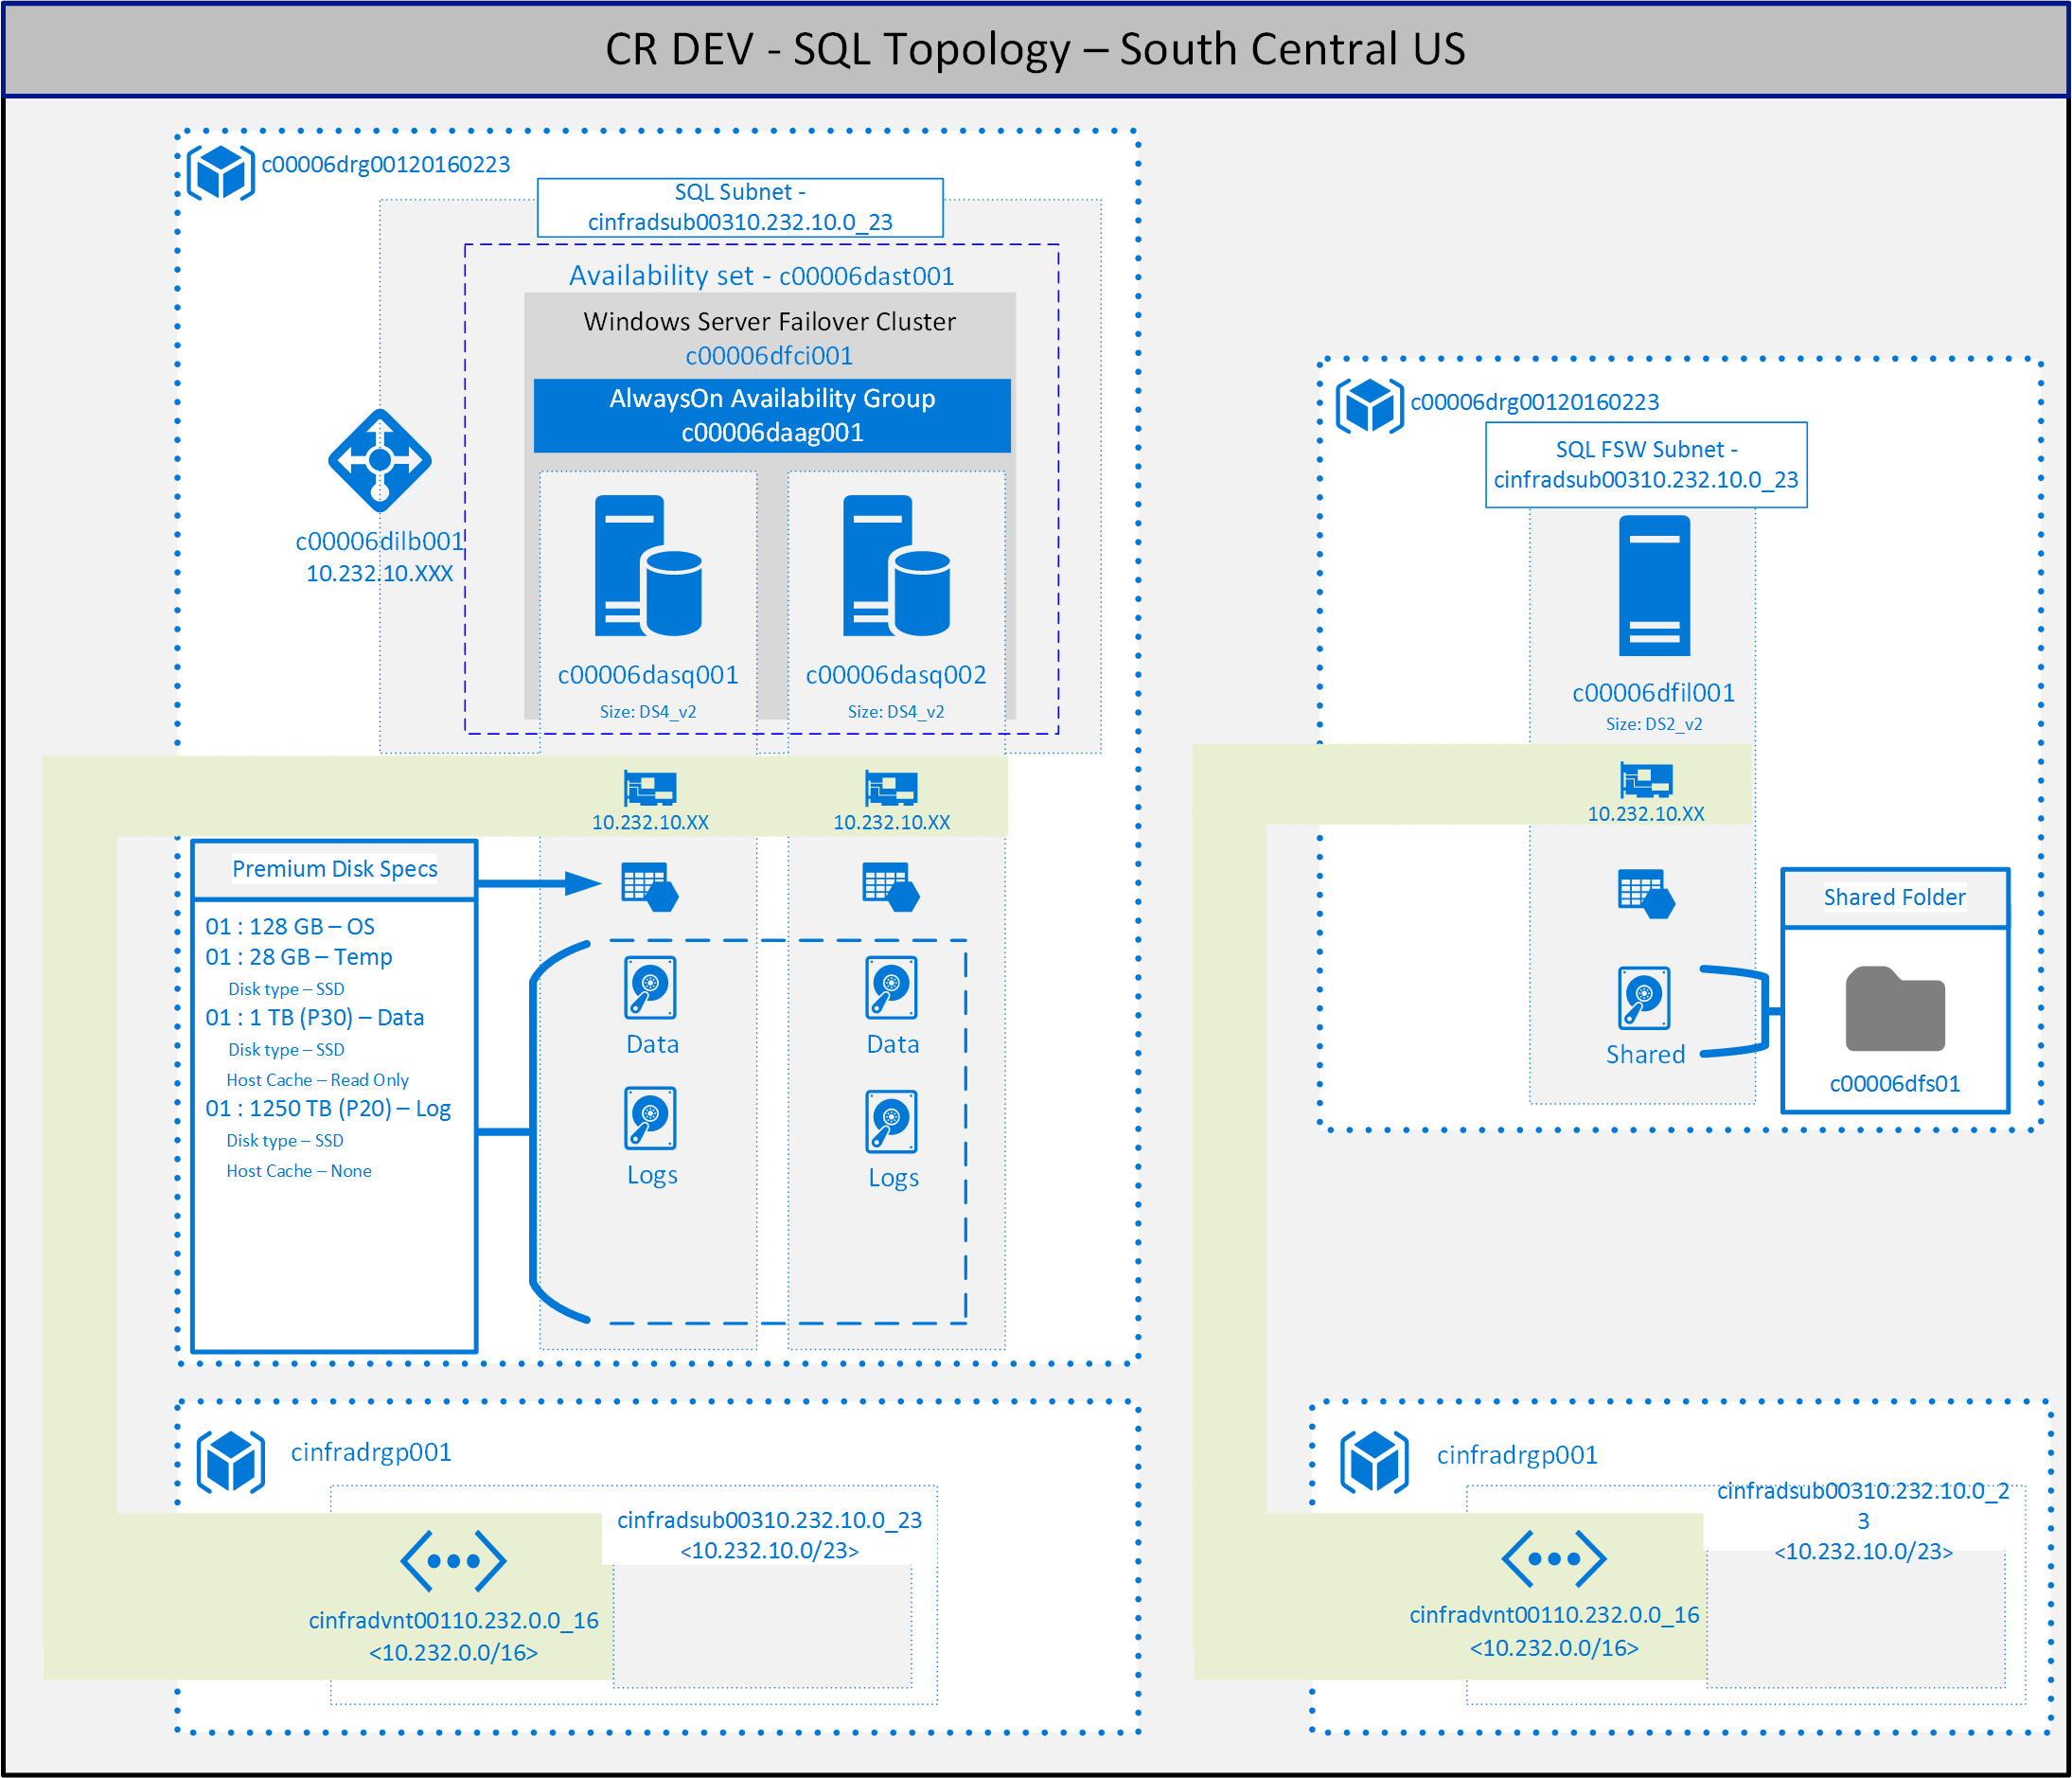 CR DEV - SQL Topology – South Central US
c00006drg00120160223
SQL Subnet -
cinfradsub00310.232.10.0_23
Availability set - c00006dast001
Windows Server Failover Cluster
c00006dfci001
AlwaysOn Availability Group
c00006daag001
c00006dilb001
10.232.10.XXX
c00006dasq001
Size: DS4_v2
c00006dasq002
Size: DS4_v2
10.232.10.XX
10.232.10.XX
Premium Disk Specs
01 : 128 GB – OS
01 : 28 GB – Temp
Disk type – SSD
01 : 1 TB (P30) – Data
Disk type – SSD
Host Cache – Read Only
01 : 1250 TB (P20) – Log
Disk type – SSD
Host Cache – None
Data
Data
Logs
Logs
c00006drg00120160223
SQL FSW Subnet -
cinfradsub00310.232.10.0_23
c00006dfil001
Size: DS2_v2
10.232.10.XX
Shared
Shared Folder
c00006dfs01
cinfradrgp001
cinfradsub00310.232.10.0_23
<10.232.10.0/23>
cinfradvnt00110.232.0.0_16
<10.232.0.0/16>
cinfradrgp001
cinfradsub00310.232.10.0_2
3
<10.232.10.0/23>
cinfradvnt00110.232.0.0_16
<10.232.0.0/16>